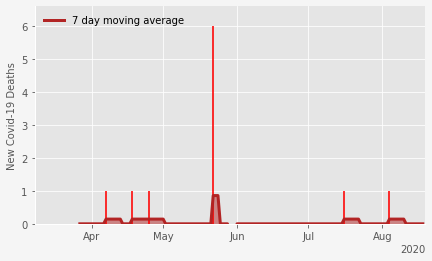 7 day moving average
New Covid-19 Deaths
6
5
4
3
2
1
0
Apr
May
Jun
Jul
Aug
2020